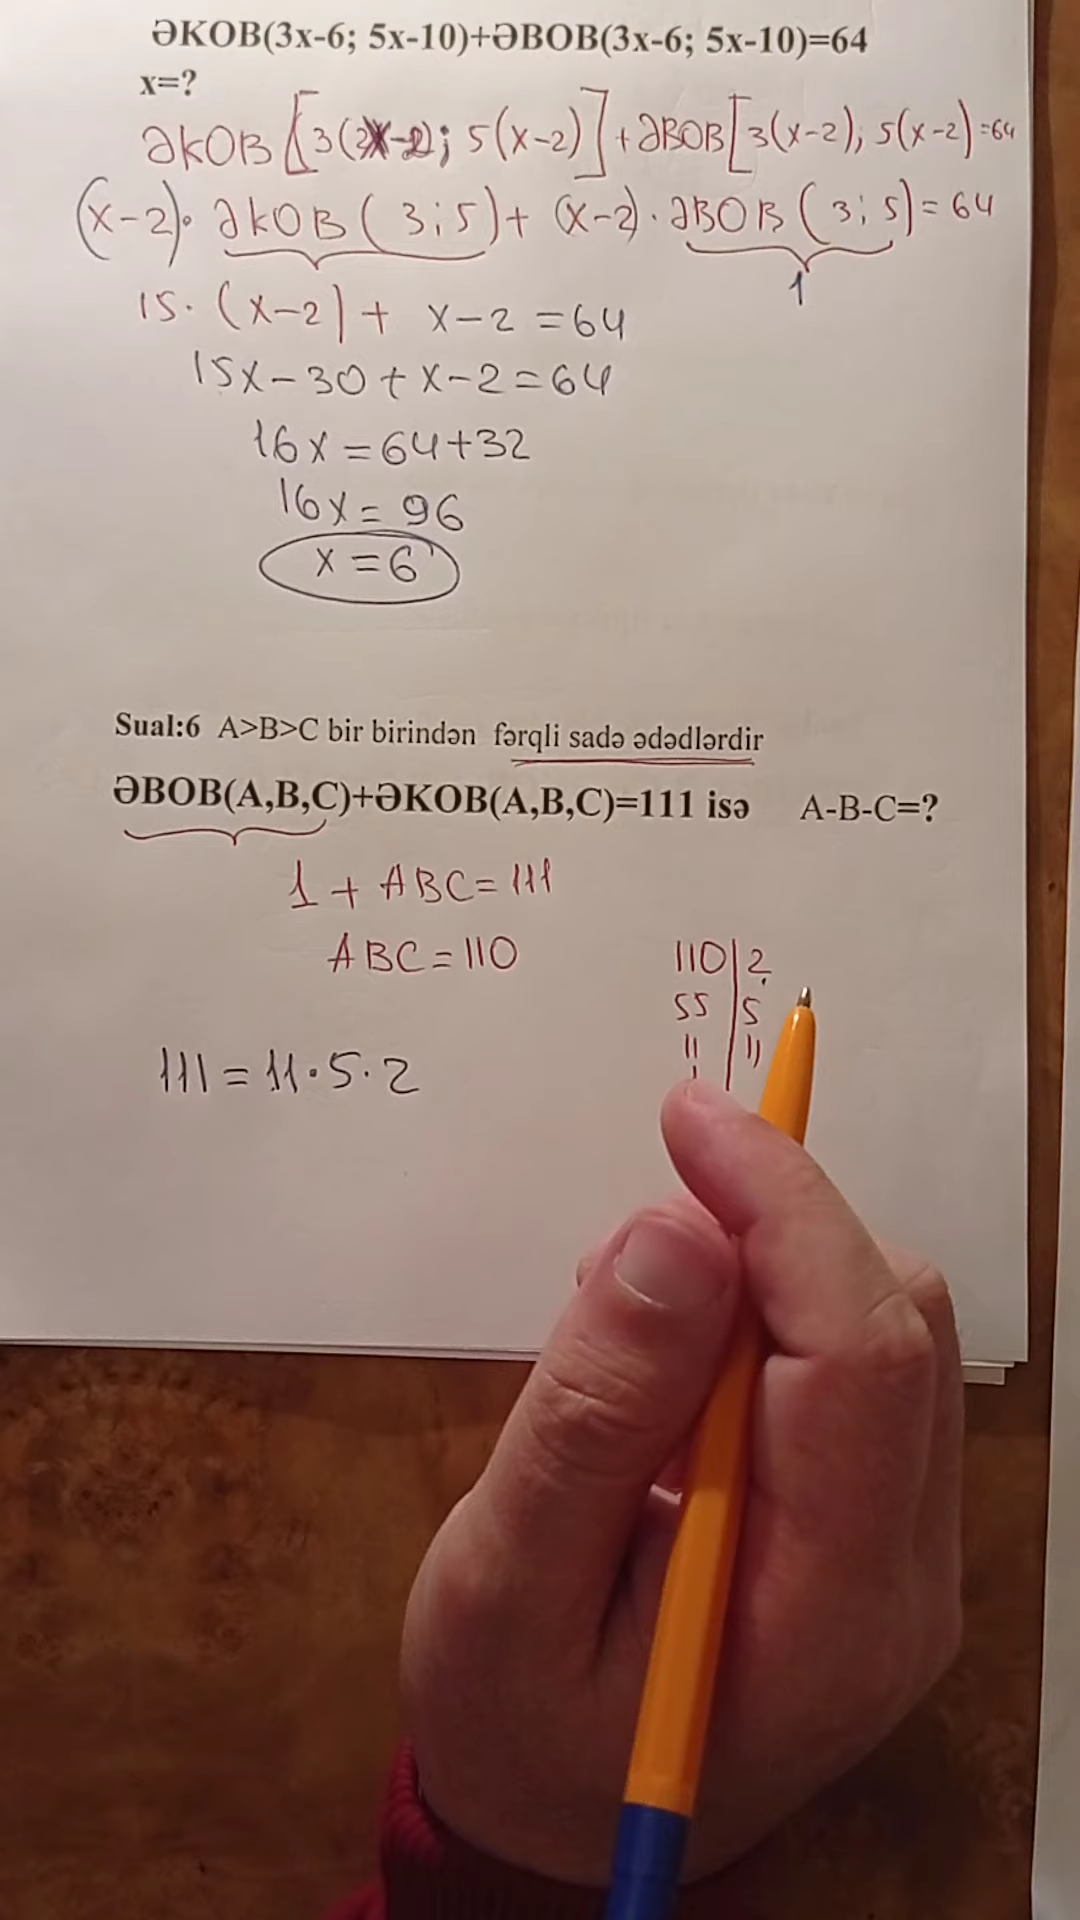 ƏKOB(3x-6; 5x-10)+ƏBOB(3x-6; 5x-10)=64
x=?
ƏKOB [3(x-2); 5(x-2)]+ƏBOB[3(x-2); 5(x-2)=64
(x-2)· ƏKOB (3;5)+ (x-2)· ƏBOB (3;5)=64
1
15·(x-2)+ x-2=64
15x-30+x-2=64
16x=64+32
16x=96
x=6
Sual:6 A>B>C bir birindən fərqli sadə ədədlərdir
ƏBOB(A,B,C)+ƏKOB(A,B,C)=111 isə A-B-C=?
1+ABC=111
ABC=110
110|2
55|5
11|11
1
111=11·5·2